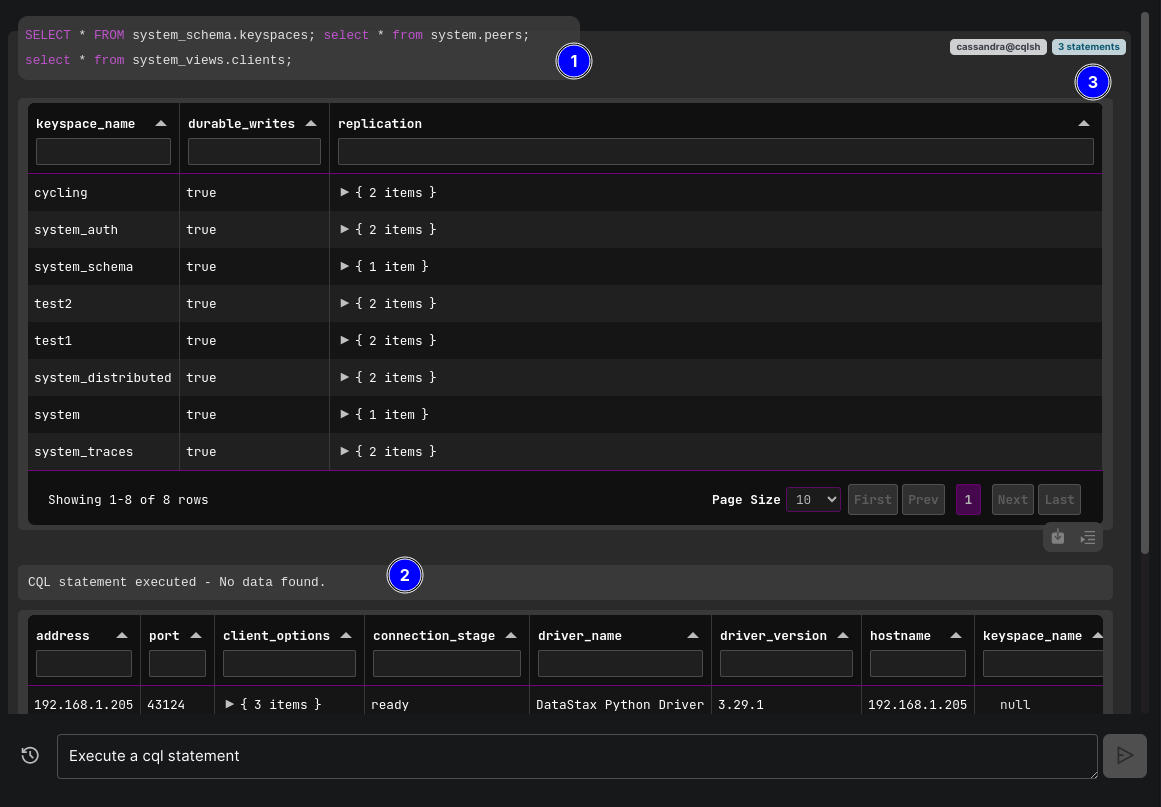 SELECT * FROM system_schema.keyspaces; select * from system.peers;
select * from system_views.clients;
1
cassandra@cqlsh 3 statements
3
keyspace_name durable_writes replication
cycling true { 2 items }
system_auth true { 2 items }
system_schema true { 1 item }
test2 true { 2 items }
test1 true { 2 items }
system_distributed true { 2 items }
system true { 1 item }
system_traces true { 2 items }
Showing 1-8 of 8 rows Page Size 10 First Prev 1 Next Last
CQL statement executed - No data found.
2
address port client_options connection_stage driver_name driver_version hostname keyspace_name
192.168.1.205 43124 { 3 items } ready DataStax Python Driver 3.29.1 192.168.1.205 null
Execute a cql statement